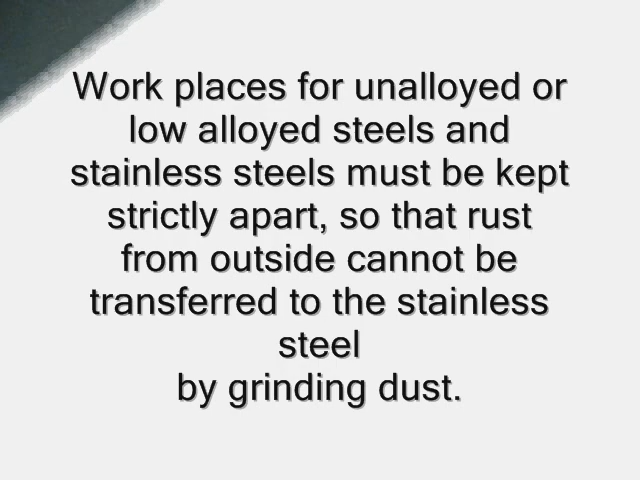 Work places for unalloyed or
low alloyed steels and
stainless steels must be kept
strictly apart, so that rust
from outside cannot be
transferred to the stainless
steel
by grinding dust.